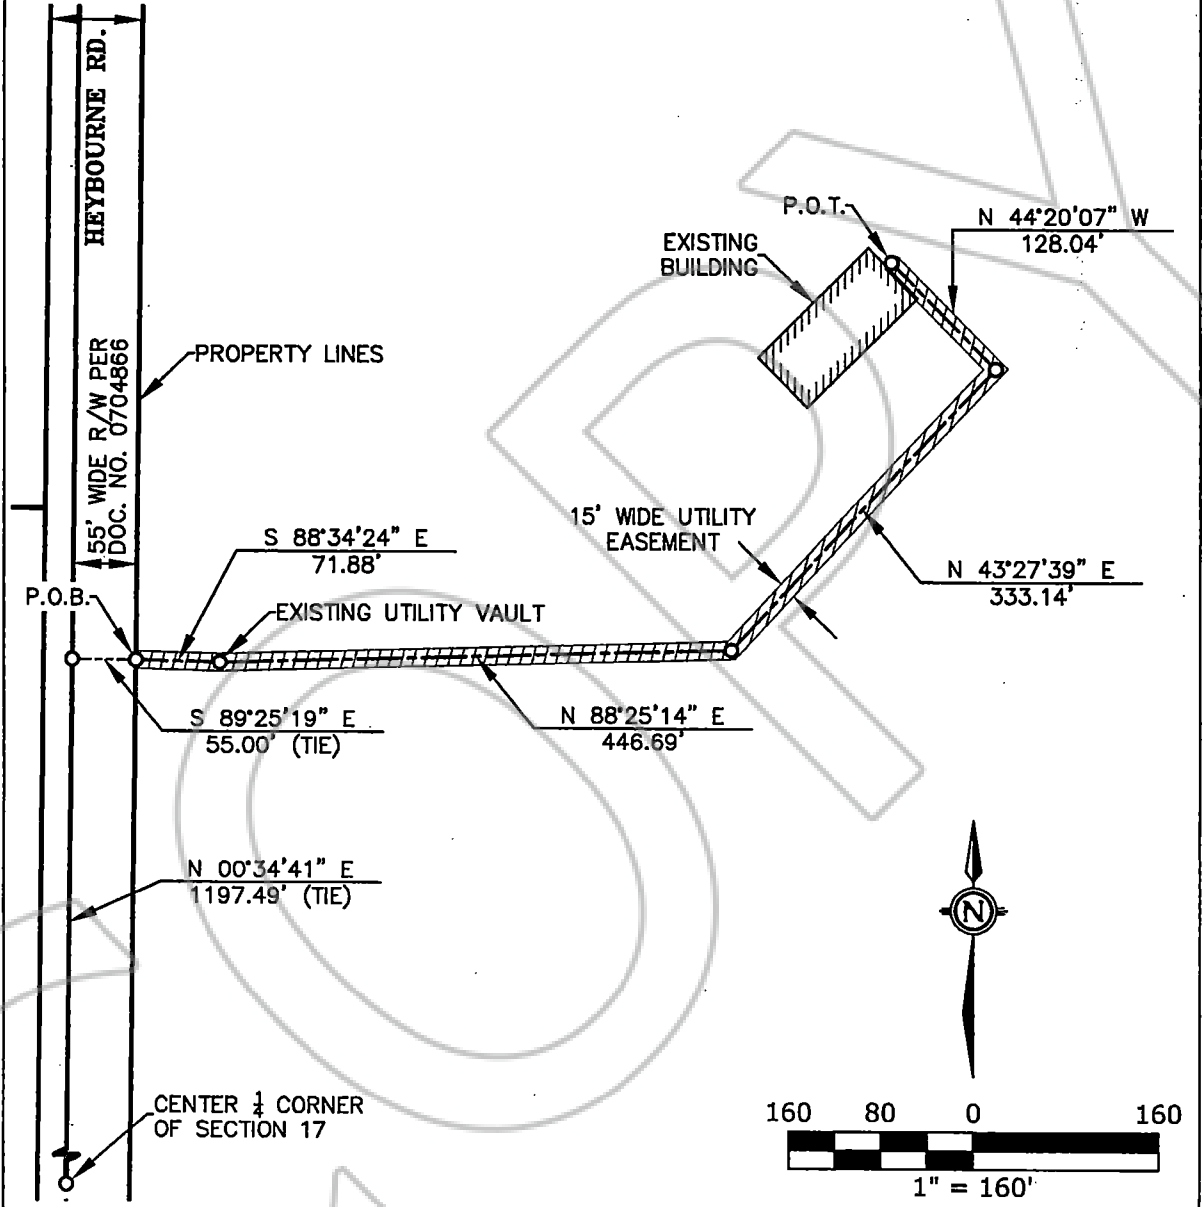 HEYBOURNE RD.
P.O.T.
N 44°20'07" W
128.04'
EXISTING
BUILDING
PROPERTY LINES
55' WIDE R/W PER
DOC. NO. 0704866
15' WIDE UTILITY
EASEMENT
S 88°34'24" E
71.88'
N 43°27'39" E
333.14'
P.O.B.
EXISTING UTILITY VAULT
S 89°25'19" E
55.00' (TIE)
N 88°25'14" E
446.69'
N 00°34'41" E
1197.49' (TIE)
N
CENTER 1/4 CORNER
OF SECTION 17
160 80 0 160
1" = 160'
COPY